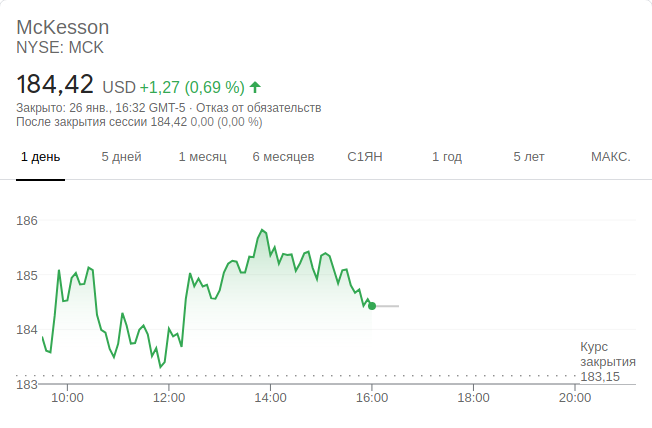 McKesson
NYSE: MCK
184,42 USD +1,27 (0,69 %)
Закрыто: 26 янв., 16:32 GMT-5 · Отказ от обязательств
После закрытия сессии 184,42 0,00 (0,00 %)
1 день 5 дней 1 месяц 6 месяцев С1ЯН 1 год 5 лет МАКС.
186
185
184
Курс
закрытия
183,15
183
10:00 12:00 14:00 16:00 18:00 20:00